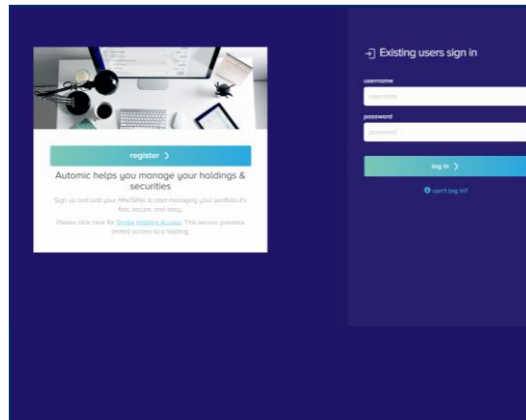 register
Automic helps you manage your holdings &
securities
Sign up and add your HIN/SRNs to start managing your portfolio it's
fast, secure, and easy.
Please click here for Single Holding Access. This service provides
limited access to a holding.
Existing users sign in
username
username
password
password
log in
can't log in?